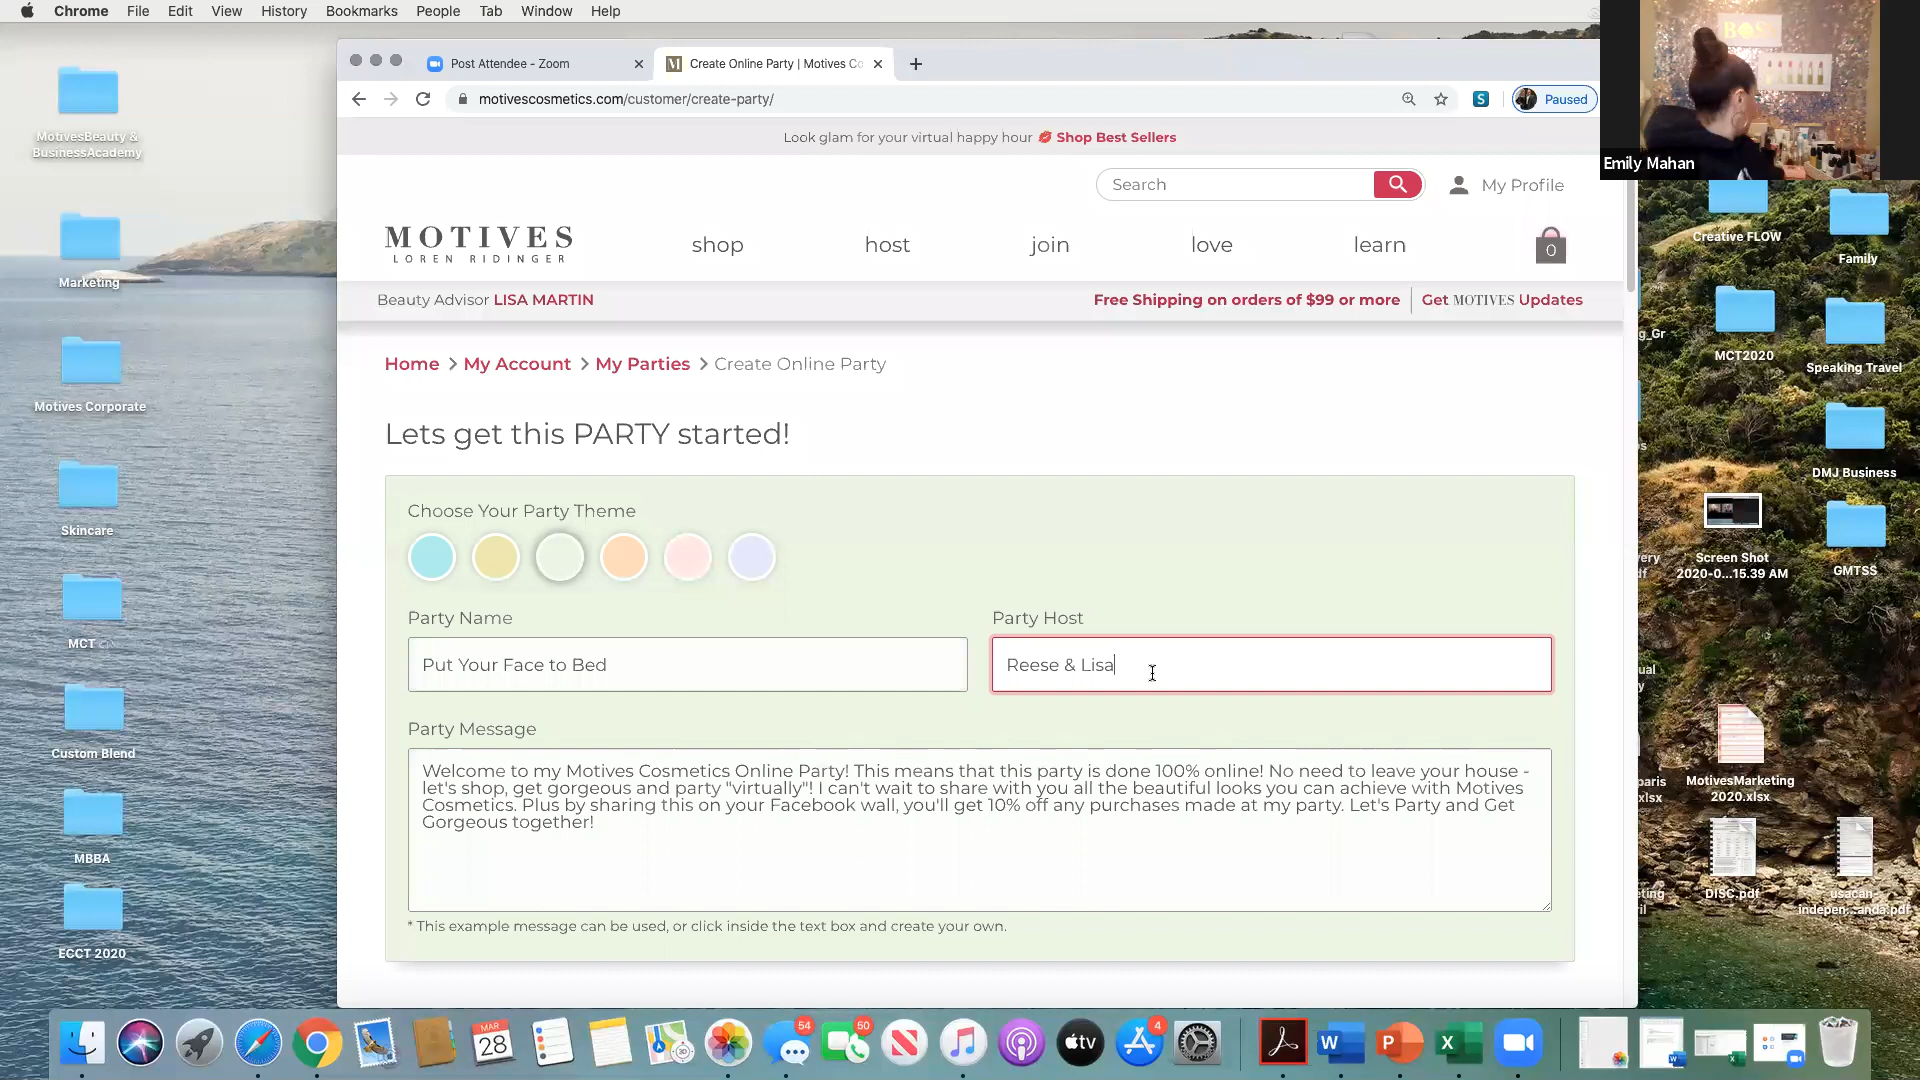 Chrome File Edit View History Bookmarks People Tab Window Help
Post Attendee - Zoom
Create Online Party | Motives Co
motivescosmetics.com/customer/create-party/
Paused
BOS
Emily Mahan
Look glam for your virtual happy hour 💋 Shop Best Sellers
Search
My Profile
MOTIVES
LOREN RIDINGER
shop host join love learn
0
Beauty Advisor LISA MARTIN
Free Shipping on orders of $99 or more
Get MOTIVES Updates
Home > My Account > My Parties > Create Online Party
Lets get this PARTY started!
Choose Your Party Theme
Party Name
Put Your Face to Bed
Party Host
Reese & Lisa
Party Message
Welcome to my Motives Cosmetics Online Party! This means that this party is done 100% online! No need to leave your house -
let's shop, get gorgeous and party "virtually"! I can't wait to share with you all the beautiful looks you can achieve with Motives
Cosmetics. Plus by sharing this on your Facebook wall, you'll get 10% off any purchases made at my party. Let's Party and Get
Gorgeous together!
* This example message can be used, or click inside the text box and create your own.
MotivesBeauty &
BusinessAcademy
Marketing
Motives Corporate
Skincare
MCT
Custom Blend
MBBA
ECCT 2020
Creative FLOW
Family
MCT2020
Speaking Travel
DMJ Business
Screen Shot
2020-0...15.39 AM
GMTSS
MotivesMarketing
2020.xlsx
DISC.pdf
usacan-
indepen...anda.pdf
MAR
28
54
50
tv
4